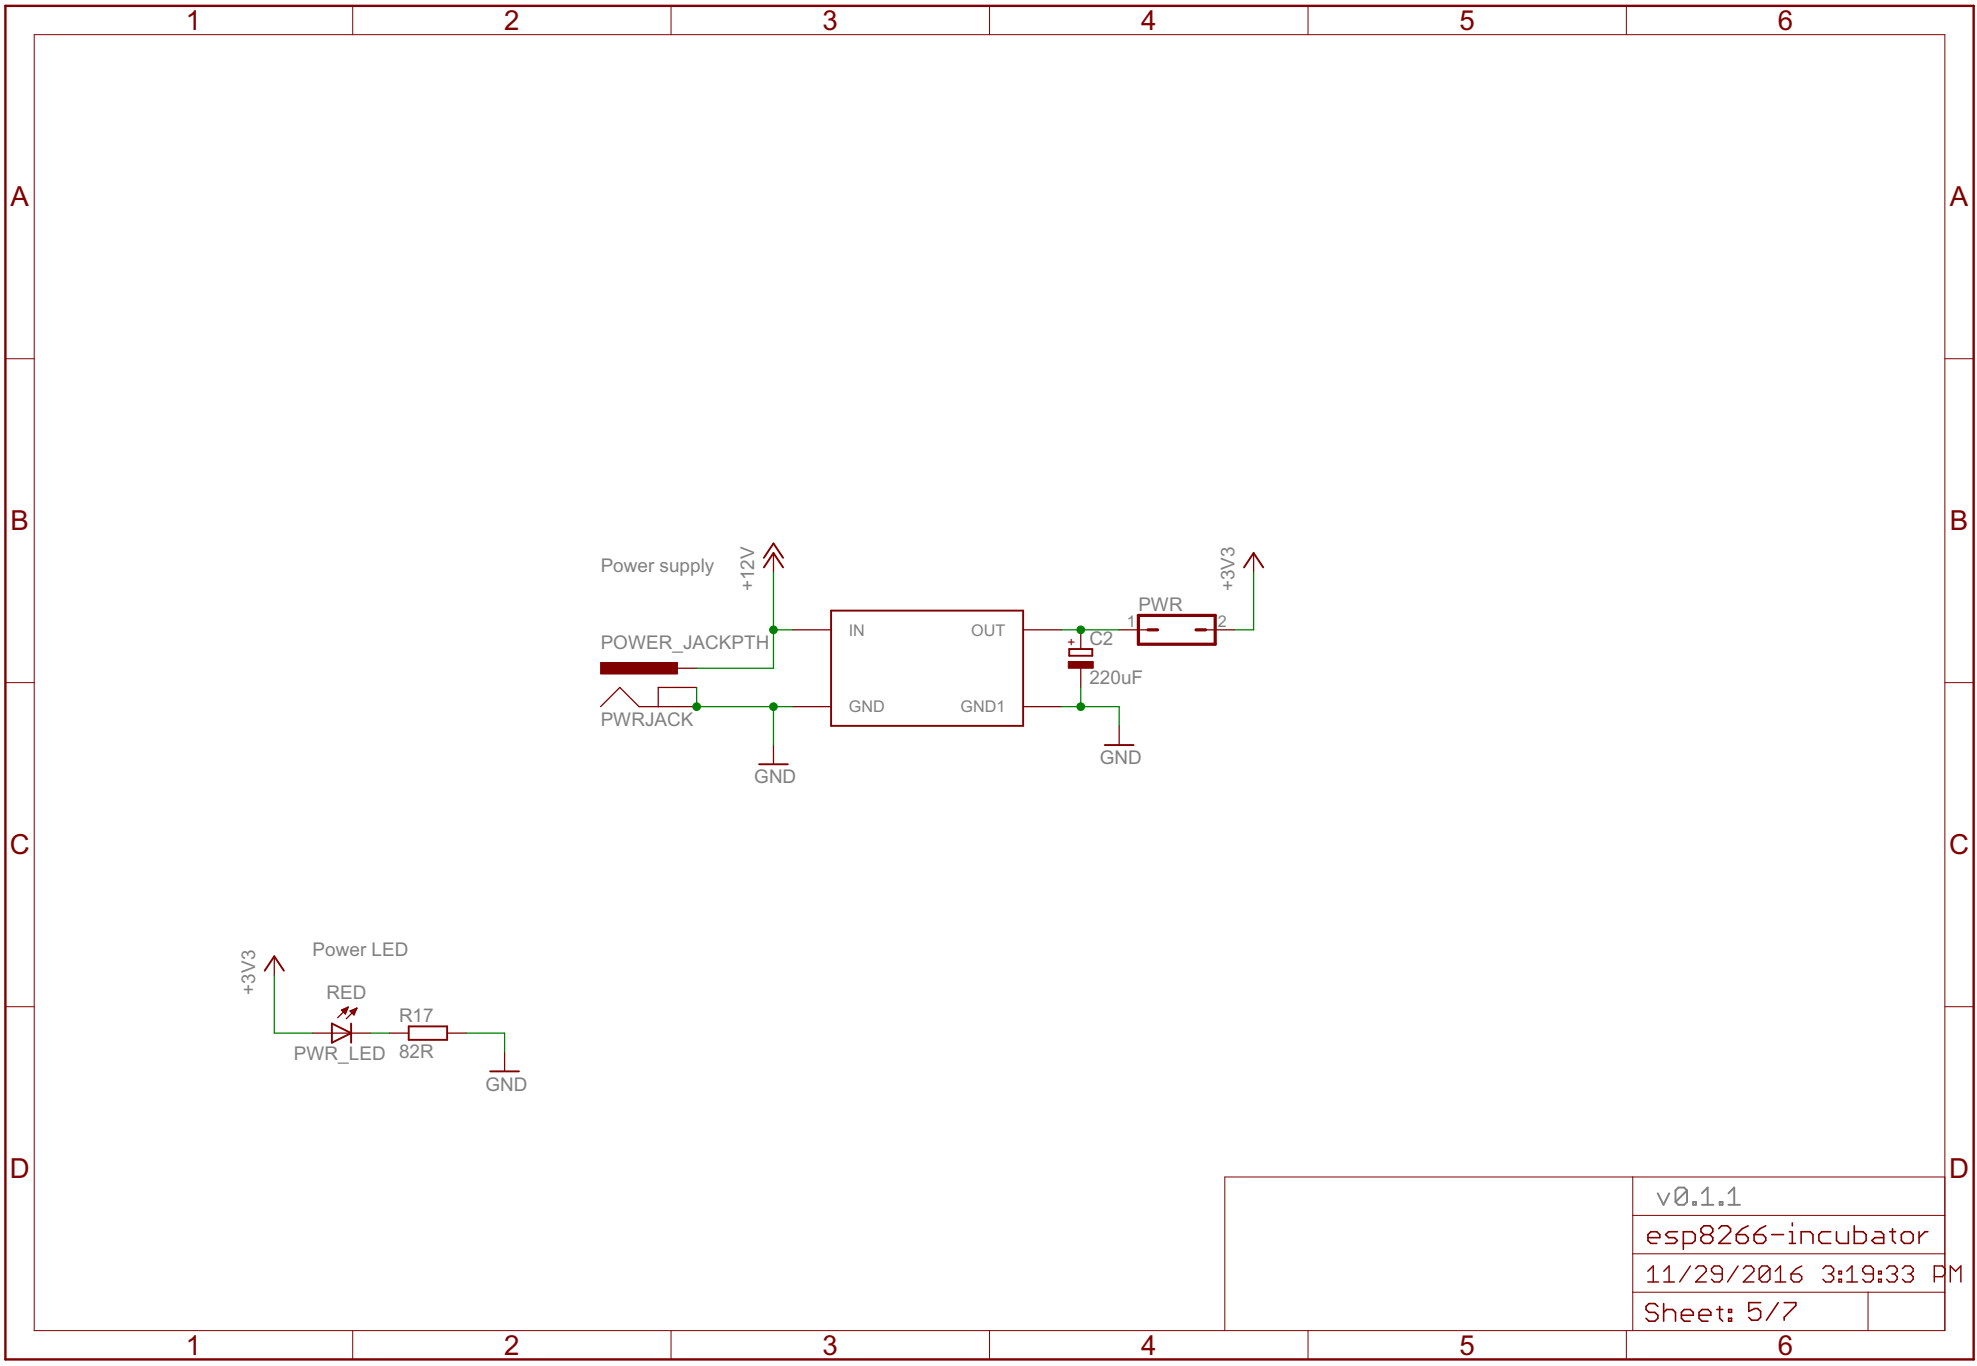 1 2 3 4 5 6
A A
B B
+12V
+3V3
Power supply
PWR
1 2
POWER_JACKPTH
IN OUT
+ C2
220uF
GND GND1
PWRJACK
GND
GND
C C
+3V3
Power LED
RED
R17
PWR_LED 82R
GND
D D
v0.1.1
esp8266-incubator
11/29/2016 3:19:33 PM
Sheet: 5/7
1 2 3 4 5 6